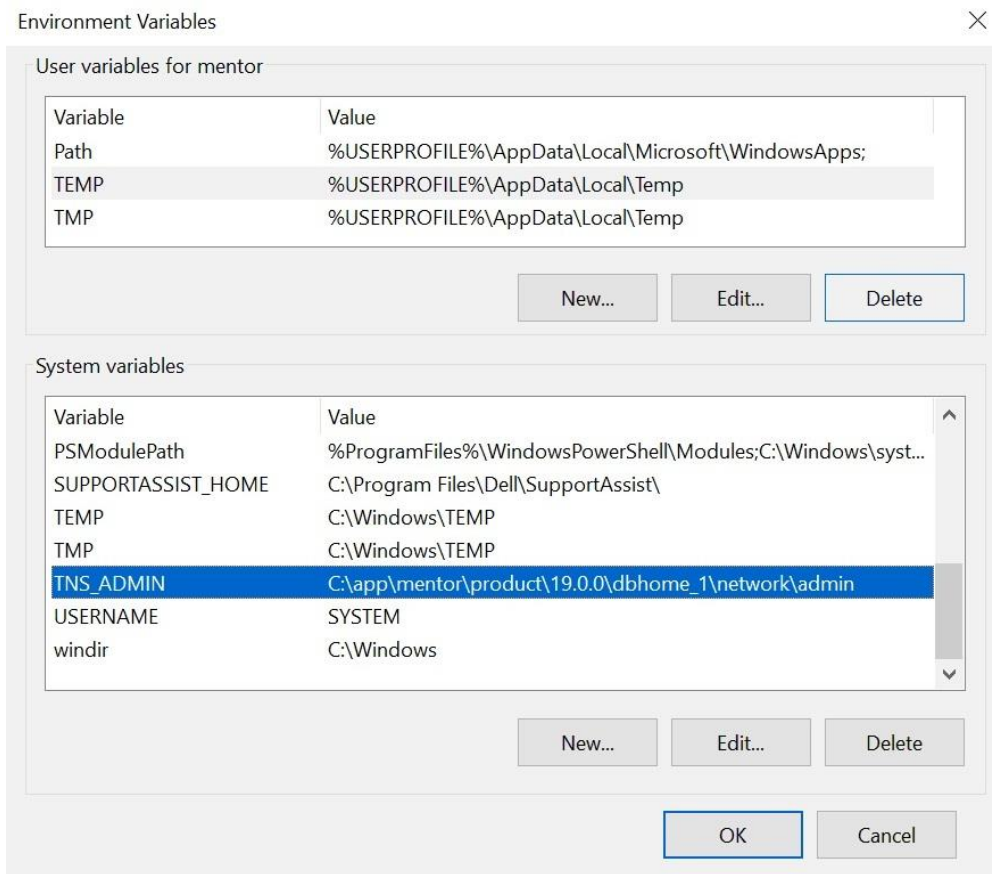 Environment Variables
User variables for mentor
Variable Value
Path %USERPROFILE%\AppData\Local\Microsoft\WindowsApps;
TEMP %USERPROFILE%\AppData\Local\Temp
TMP %USERPROFILE%\AppData\Local\Temp
New... Edit... Delete
System variables
Variable Value
PSModulePath %ProgramFiles%\WindowsPowerShell\Modules;C:\Windows\syst...
SUPPORTASSIST_HOME C:\Program Files\Dell\SupportAssist\
TEMP C:\Windows\TEMP
TMP C:\Windows\TEMP
TNS_ADMIN C:\app\mentor\product\19.0.0\dbhome_1\network\admin
USERNAME SYSTEM
windir C:\Windows
New... Edit... Delete
OK Cancel